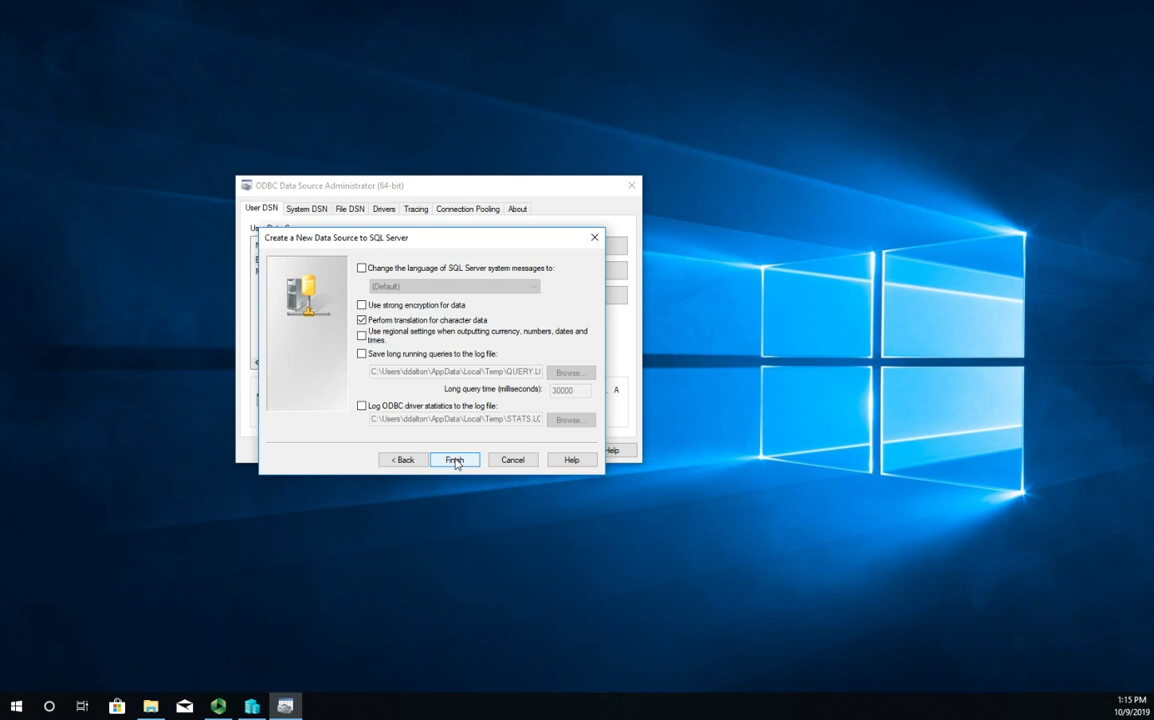 ODBC Data Source Administrator (64-bit)
User DSN System DSN File DSN Drivers Tracing Connection Pooling About
Create a New Data Source to SQL Server
Change the language of SQL Server system messages to:
(Default)
Use strong encryption for data
Perform translation for character data
Use regional settings when outputting currency, numbers, dates and
times.
Save long running queries to the log file:
C:\Users\ddalton\AppData\Local\Temp\QUERY.L
Browse...
Long query time (milliseconds): 30000
Log ODBC driver statistics to the log file:
C:\Users\ddalton\AppData\Local\Temp\STATS.LO
Browse...
< Back Finish Cancel Help
1:15 PM
10/9/2019